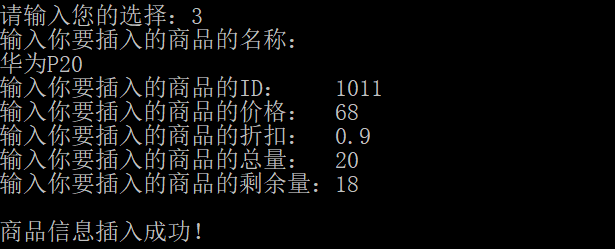 请输入您的选择：3
输入你要插入的商品的名称：
华为P20
输入你要插入的商品的ID： 1011
输入你要插入的商品的价格： 68
输入你要插入的商品的折扣： 0.9
输入你要插入的商品的总量： 20
输入你要插入的商品的剩余量：18
商品信息插入成功！